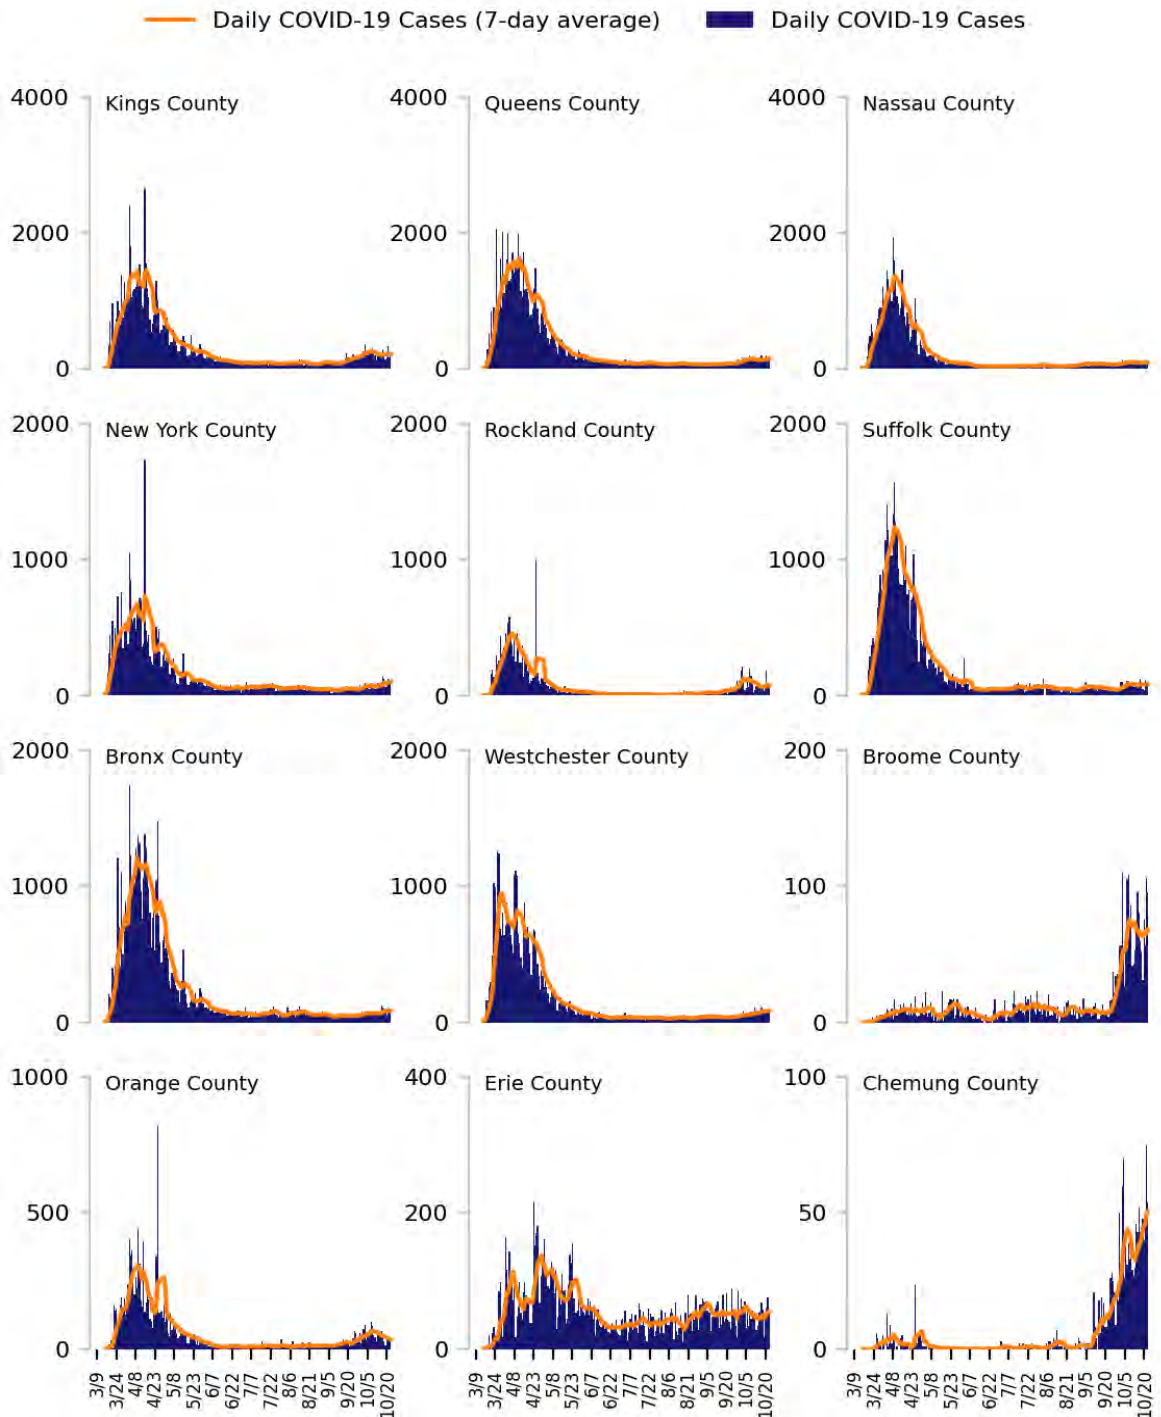 Daily COVID-19 Cases (7-day average) Daily COVID-19 Cases
4000 Kings County 4000 Queens County 4000 Nassau County
2000 2000 2000
0 0 0
2000 New York County 2000 Rockland County 2000 Suffolk County
1000 1000 1000
0 0 0
2000 Bronx County 2000 Westchester County 200 Broome County
1000 1000 100
0 0 0
1000 Orange County 400 Erie County 100 Chemung County
500 200 50
0 0 0
3/9 3/24 4/8 4/23 5/8 5/23 6/7 6/22 7/7 7/22 8/6 8/21 9/5 9/20 10/5 10/20 3/9 3/24 4/8 4/23 5/8 5/23 6/7 6/22 7/7 7/22 8/6 8/21 9/5 9/20 10/5 10/20 3/9 3/24 4/8 4/23 5/8 5/23 6/7 6/22 7/7 7/22 8/6 8/21 9/5 9/20 10/5 10/20